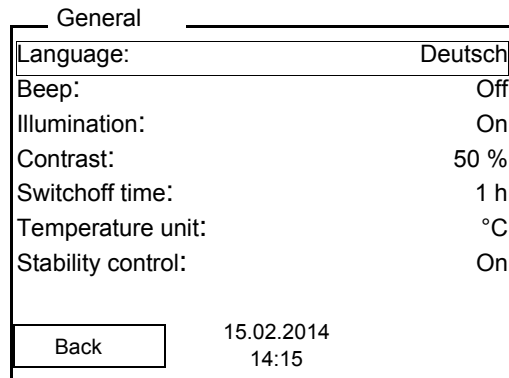 General
Language: Deutsch
Beep: Off
Illumination: On
Contrast: 50 %
Switchoff time: 1 h
Temperature unit: °C
Stability control: On
Back
15.02.2014
14:15